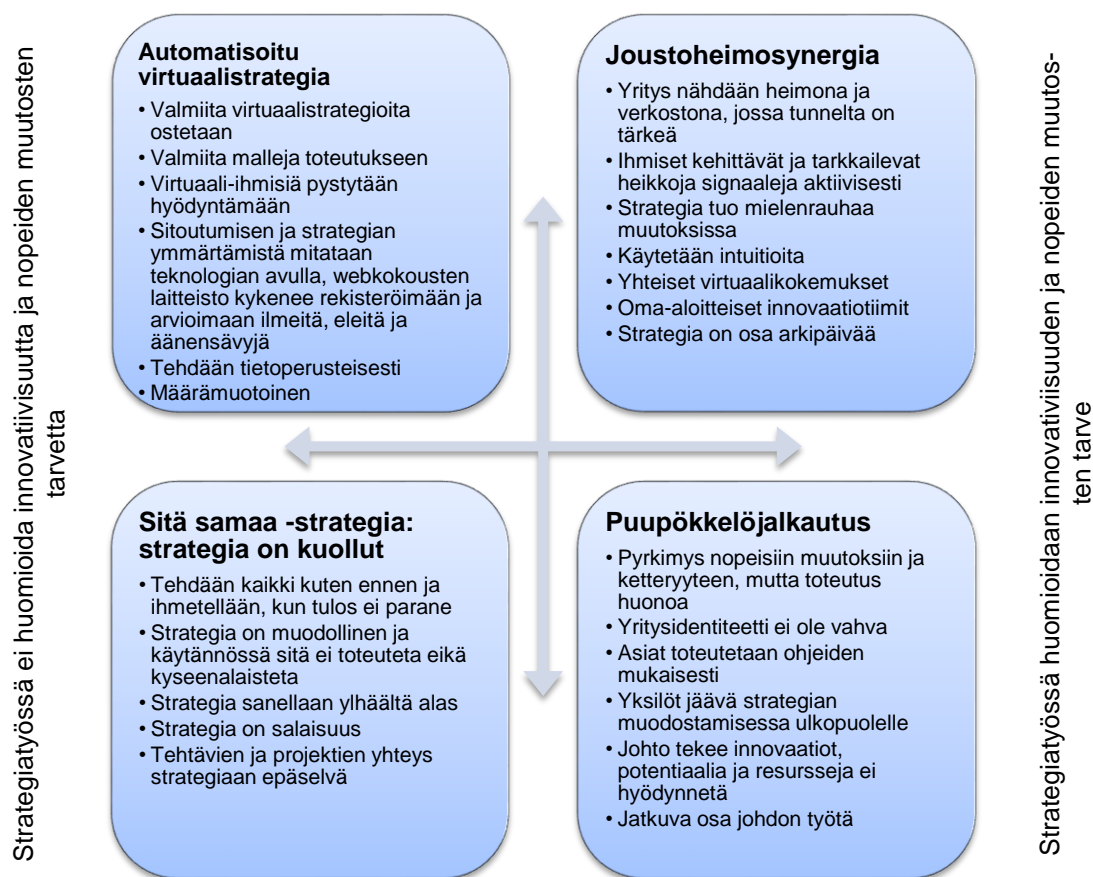 Strategiatyössä ei huomioida innovatiivisuutta ja nopeiden muutosten
tarvetta
Automatisoitu
virtuaalistrategia
• Valmiita virtuaalistrategioita
ostetaan
• Valmiita malleja toteutukseen
• Virtuaali-ihmisiä pystytään
hyödyntämään
• Sitoutumisen ja strategian
ymmärtämistä mitataan
teknologian avulla, webkokousten
laitteisto kykenee rekisteröimään ja
arvioimaan ilmeitä, eleitä ja
äänensävyjä
• Tehdään tietoperusteisesti
• Määrämuotoinen
Joustoheimosynergia
• Yritys nähdään heimona ja
verkostona, jossa tunnelta on
tärkeä
• Ihmiset kehittävät ja tarkkailevat
heikkoja signaaleja aktiivisesti
• Strategia tuo mielenrauhaa
muutoksissa
• Käytetään intuitioita
• Yhteiset virtuaalikokemukset
• Oma-aloitteiset innovaatiotiimit
• Strategia on osa arkipäivää
Sitä samaa -strategia:
strategia on kuollut
• Tehdään kaikki kuten ennen ja
ihmetellään, kun tulos ei parane
• Strategia on muodollinen ja
käytännössä sitä ei toteuteta eikä
kyseenalaisteta
• Strategia sanellaan ylhäältä alas
• Strategia on salaisuus
• Tehtävien ja projektien yhteys
strategiaan epäselvä
Puupökkelöjalkautus
• Pyrkimys nopeisiin muutoksiin ja
ketteryyteen, mutta toteutus
huonoa
• Yritysidentiteetti ei ole vahva
• Asiat toteutetaan ohjeiden
mukaisesti
• Yksilöt jäävä strategian
muodostamisessa ulkopuolelle
• Johto tekee innovaatiot,
potentiaalia ja resursseja ei
hyödynnetä
• Jatkuva osa johdon työtä
Strategiatyössä huomioidaan innovatiiviisuuden ja nopeiden muutos-
ten tarve